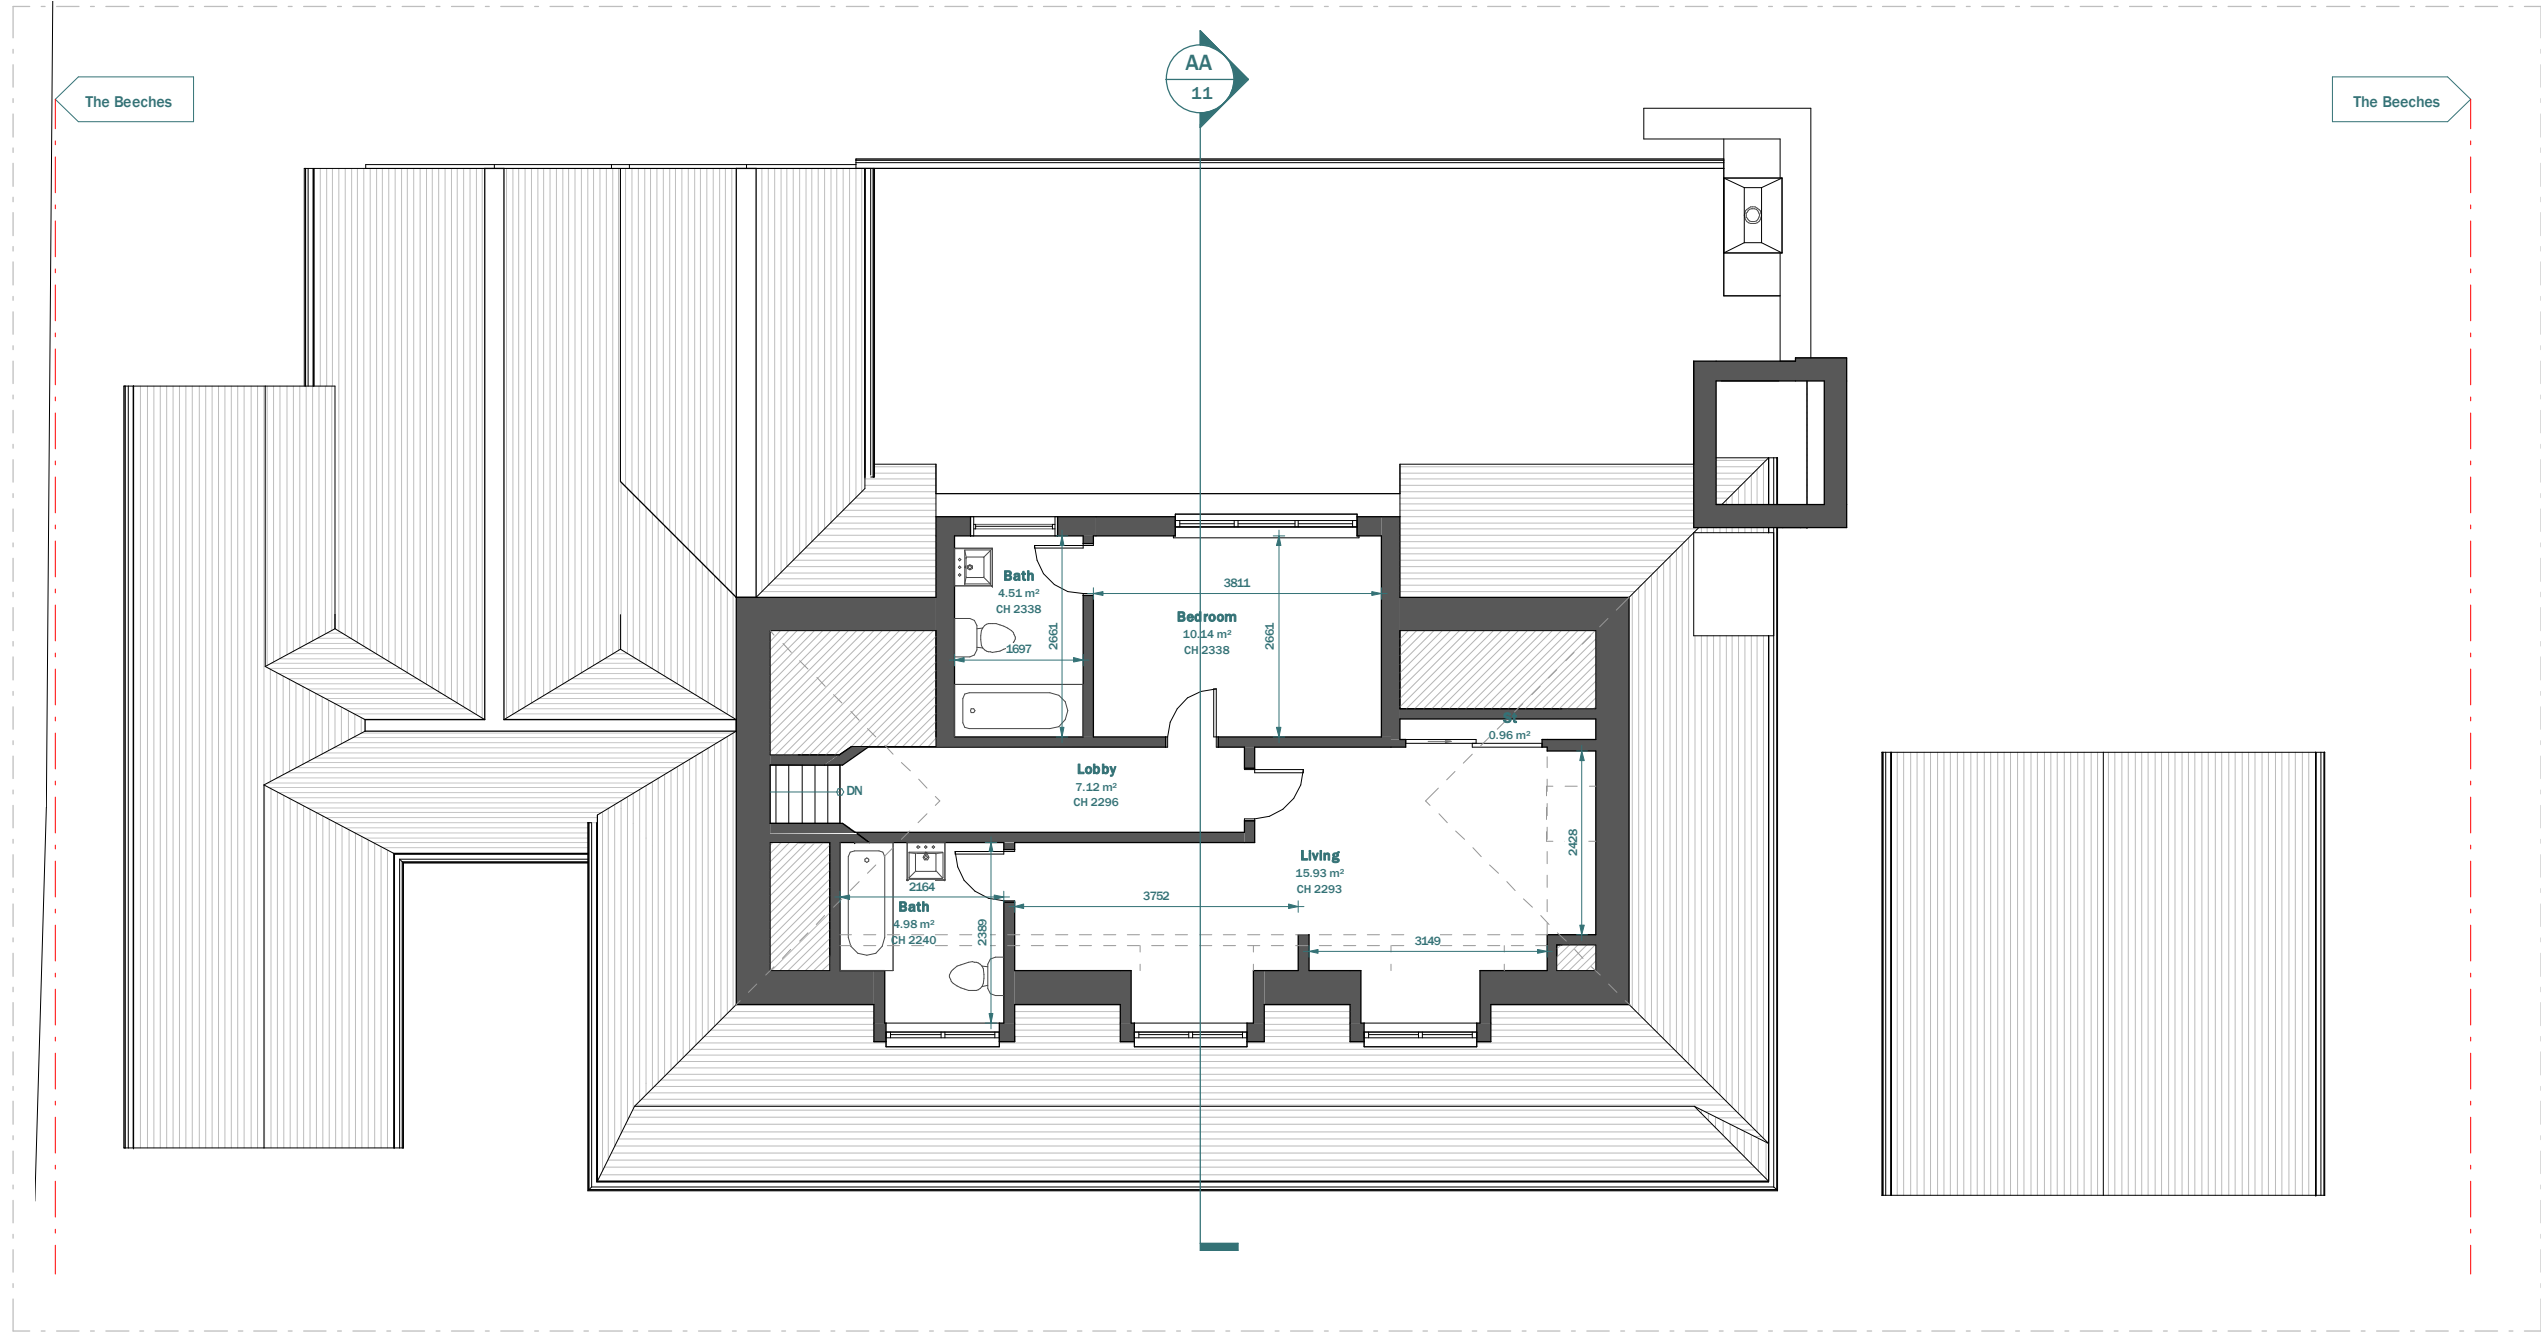 AA
11
The Beeches
The Beeches
Bath
4.51 m²
CH 2338
2661
1697
3811
Bedroom
10.14 m²
CH 2338
2661
St
0.96 m²
Lobby
7.12 m²
CH 2296
DN
2428
Living
15.93 m²
CH 2293
2164
Bath
4.98 m²
CH 2240
2389
3752
3149